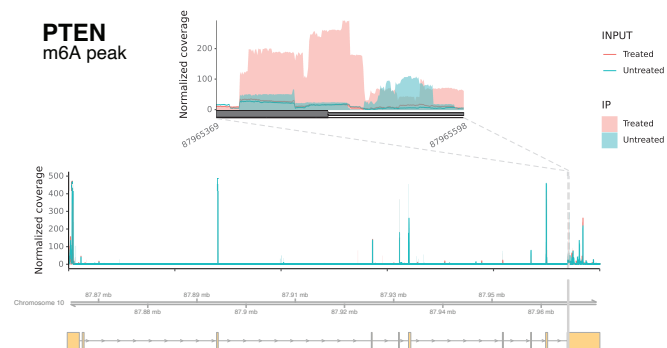 PTEN
m6A peak
Normalized coverage
200
100
0
87965369
87965598
INPUT
Treated
Untreated
IP
Treated
Untreated
Normalized coverage
500
400
300
200
100
0
Chromosome 10
87.87 mb
87.89 mb
87.91 mb
87.93 mb
87.95 mb
87.88 mb
87.9 mb
87.92 mb
87.94 mb
87.96 mb